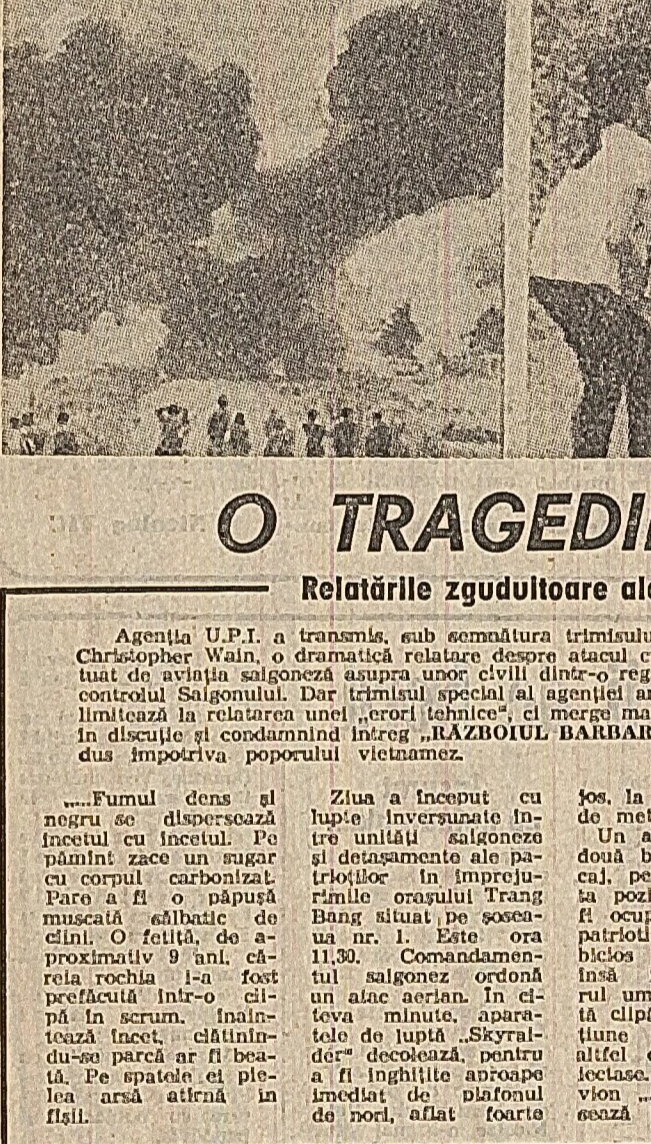 O TRAGEDI
Relatările zguduitoare al
Agenția U.P.I. a transmis, sub semnătura trimisulu
Christopher Wain, o dramatică relatare despre atacul
tuat de aviația saigoneză asupra unor civili dintr-o reg
controlul Saigonului. Dar trimisul special al agenției
limitează la relatarea unei „erori tehnice", ci merge
în discuție și condamnînd întreg „RĂZBOIUL BARBAR
dus împotriva poporului vietnamez.
„...Fumul dens și
negru se dispersează
încetul cu încetul. Pe
pămînt zace un sugar
cu corpul carbonizat.
Pare a fi o păpușă
mușcată sălbatic de
cîini. O fetiță, de a-
proximativ 9 ani, că-
reia rochia i-a fost
prefăcută într-o cli-
pă în scrum, înain-
tează încet, clătinîn-
du-se parcă ar fi bea-
tă. Pe spatele ei pie-
lea arsă atîrnă în
fîșii.
Ziua a început cu
lupte înverșunate în-
tre unități saigoneze
și detașamente ale pa-
trioților în împreju-
rimile orașului Trang
Bang situat pe șosea-
ua nr. 1. Este ora
11,30. Comandamen-
tul saigonez ordonă
un atac aerian. În cî-
teva minute, apara-
tele de luptă „Skyrai-
der" decolează, pentru
a fi înghițite aproape
imediat de plafonul
de nori, aflat foarte
jos, la
de met
Un a
două b
caj, pe
ta pozi
fi ocup
patrioti
bicios
însă
rul um
tă clip
țiune
altfel
lectase.
vion
sează